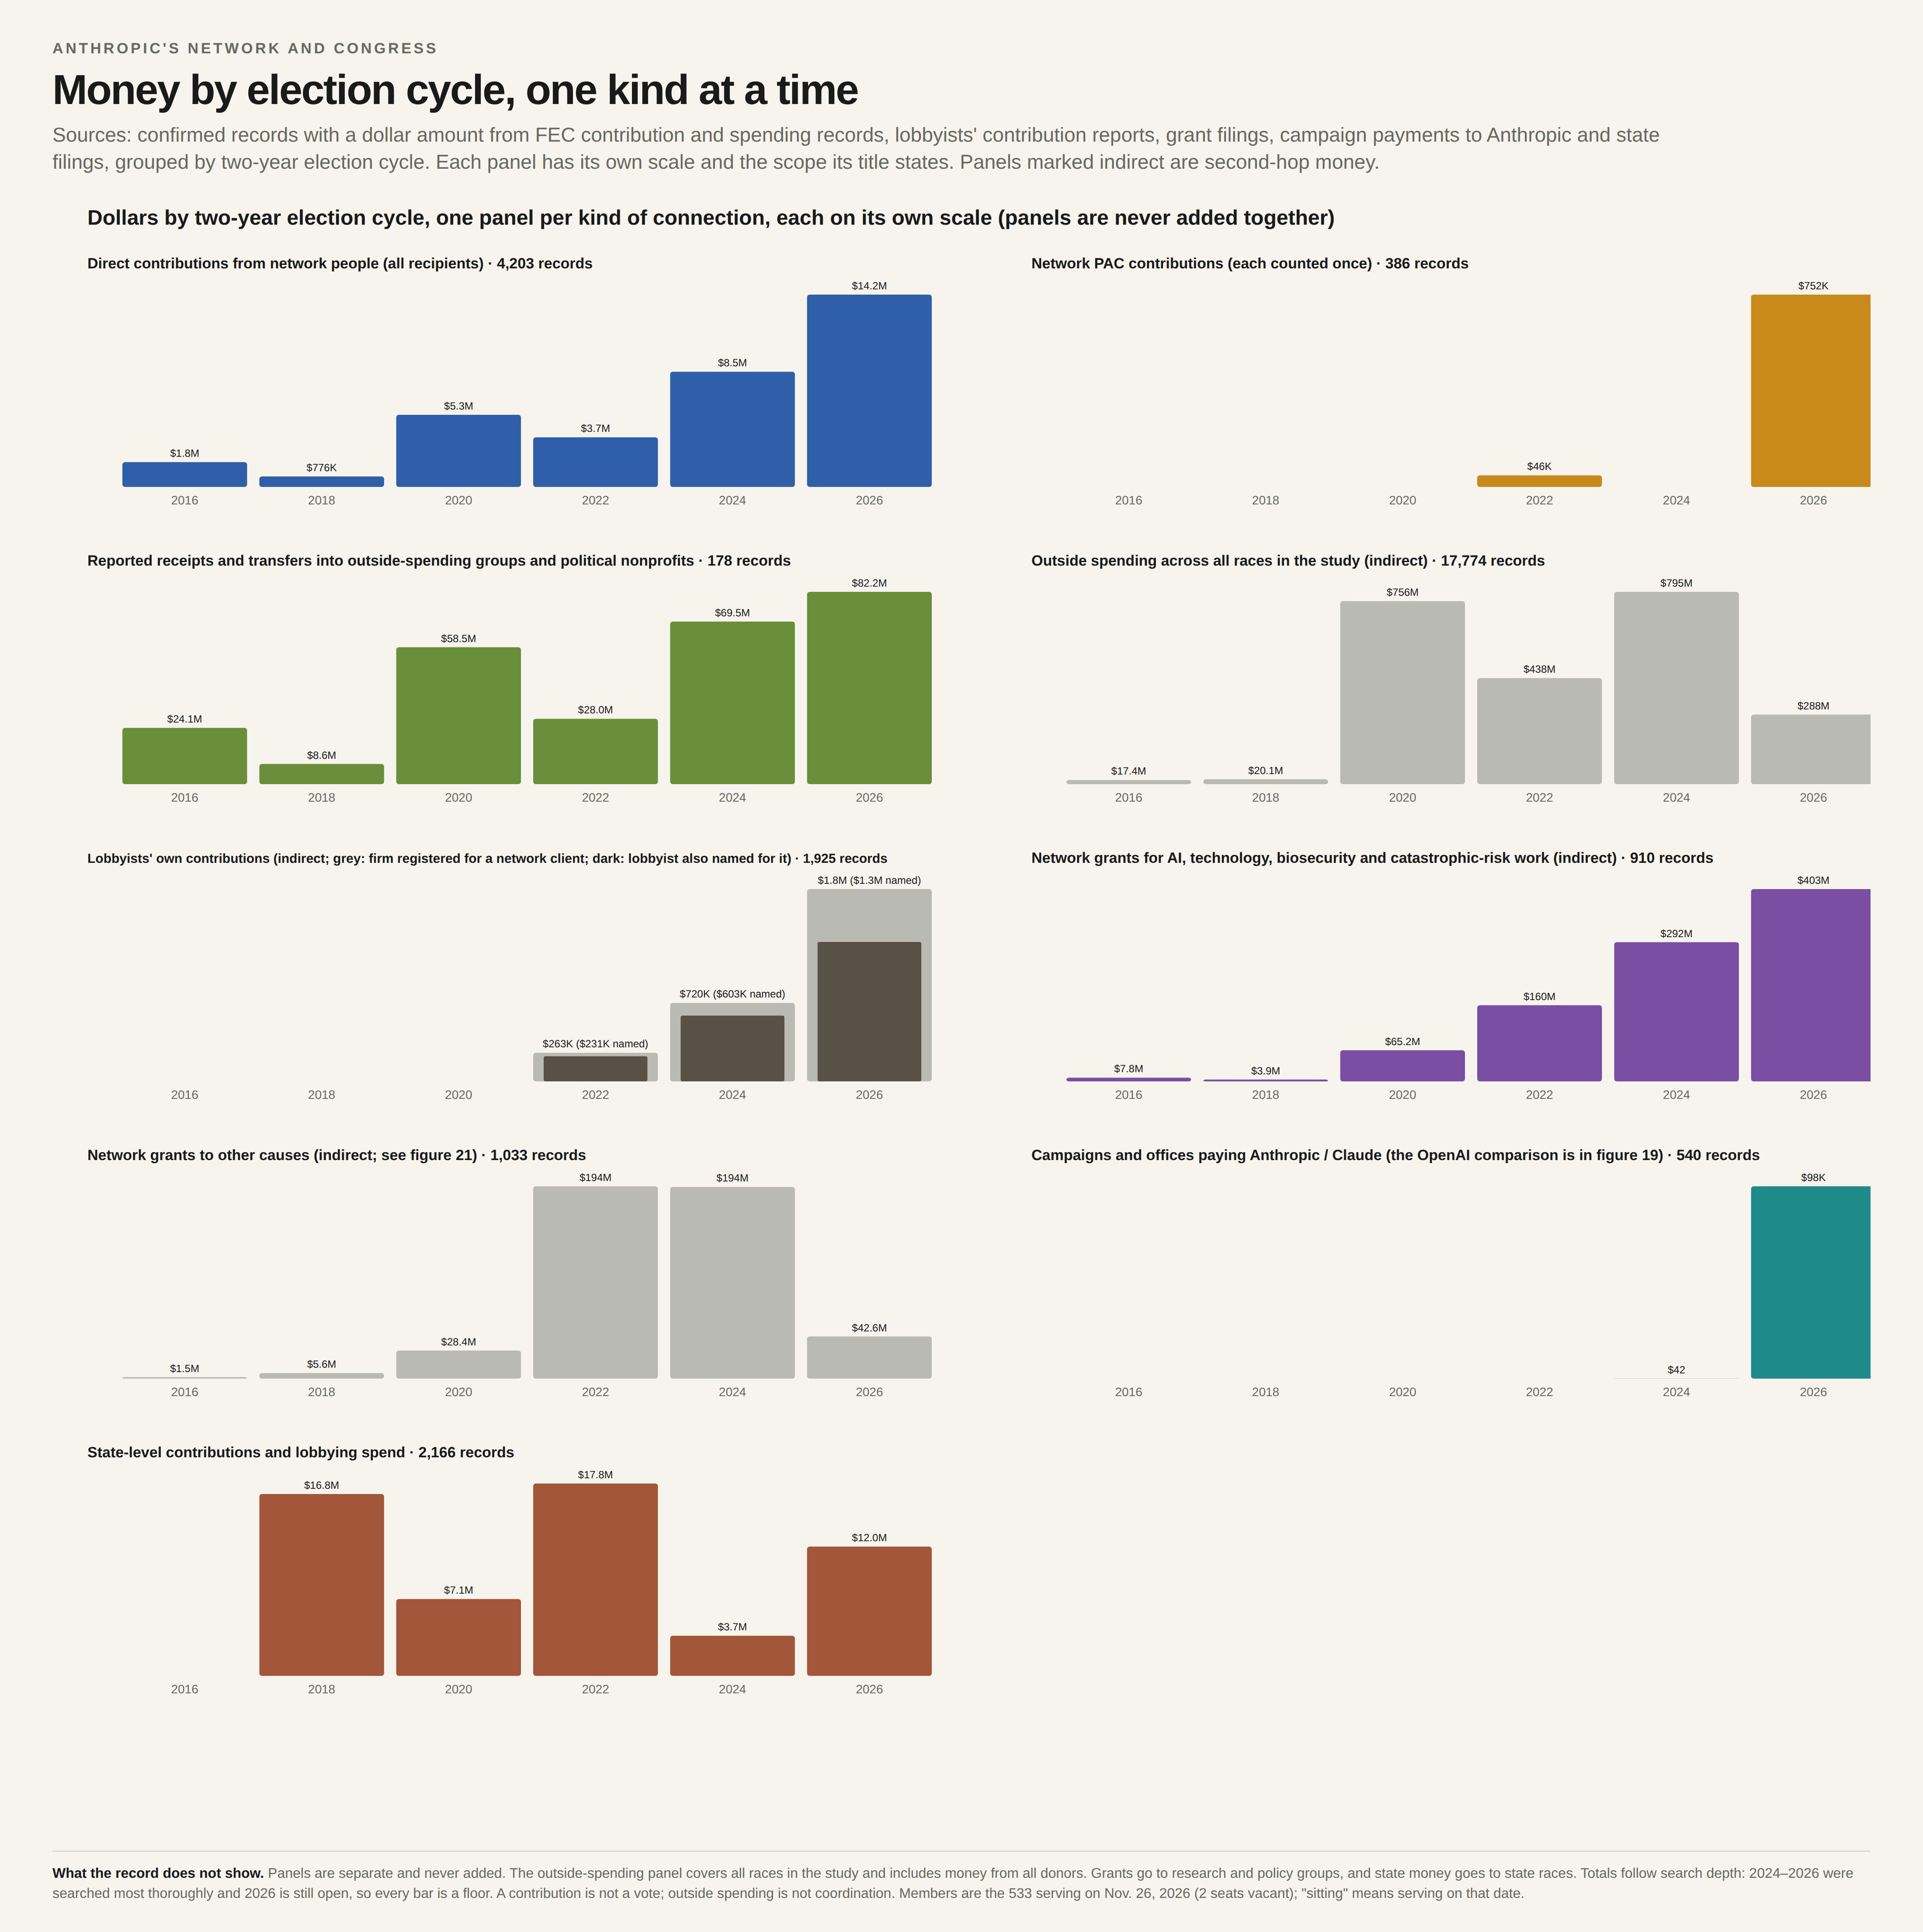 ANTHROPIC'S NETWORK AND CONGRESS
Money by election cycle, one kind at a time
Sources: confirmed records with a dollar amount from FEC contribution and spending records, lobbyists' contribution reports, grant filings, campaign payments to Anthropic and state
filings, grouped by two-year election cycle. Each panel has its own scale and the scope its title states. Panels marked indirect are second-hop money.
Dollars by two-year election cycle, one panel per kind of connection, each on its own scale (panels are never added together)
Direct contributions from network people (all recipients) · 4,203 records
$1.8M
$776K
$5.3M
$3.7M
$8.5M
$14.2M
2016 2018 2020 2022 2024 2026
Network PAC contributions (each counted once) · 386 records
$46K
$752K
2016 2018 2020 2022 2024 2026
Reported receipts and transfers into outside-spending groups and political nonprofits · 178 records
$24.1M
$8.6M
$58.5M
$28.0M
$69.5M
$82.2M
2016 2018 2020 2022 2024 2026
Outside spending across all races in the study (indirect) · 17,774 records
$17.4M
$20.1M
$756M
$438M
$795M
$288M
2016 2018 2020 2022 2024 2026
Lobbyists' own contributions (indirect; grey: firm registered for a network client; dark: lobbyist also named for it) · 1,925 records
$263K ($231K named)
$720K ($603K named)
$1.8M ($1.3M named)
2016 2018 2020 2022 2024 2026
Network grants for AI, technology, biosecurity and catastrophic-risk work (indirect) · 910 records
$7.8M
$3.9M
$65.2M
$160M
$292M
$403M
2016 2018 2020 2022 2024 2026
Network grants to other causes (indirect; see figure 21) · 1,033 records
$1.5M
$5.6M
$28.4M
$194M
$194M
$42.6M
2016 2018 2020 2022 2024 2026
Campaigns and offices paying Anthropic / Claude (the OpenAI comparison is in figure 19) · 540 records
$42
$98K
2016 2018 2020 2022 2024 2026
State-level contributions and lobbying spend · 2,166 records
$16.8M
$7.1M
$17.8M
$3.7M
$12.0M
2016 2018 2020 2022 2024 2026
What the record does not show. Panels are separate and never added. The outside-spending panel covers all races in the study and includes money from all donors. Grants go to research and policy groups, and state money goes to state races. Totals follow search depth: 2024–2026 were
searched most thoroughly and 2026 is still open, so every bar is a floor. A contribution is not a vote; outside spending is not coordination. Members are the 533 serving on Nov. 26, 2026 (2 seats vacant); "sitting" means serving on that date.